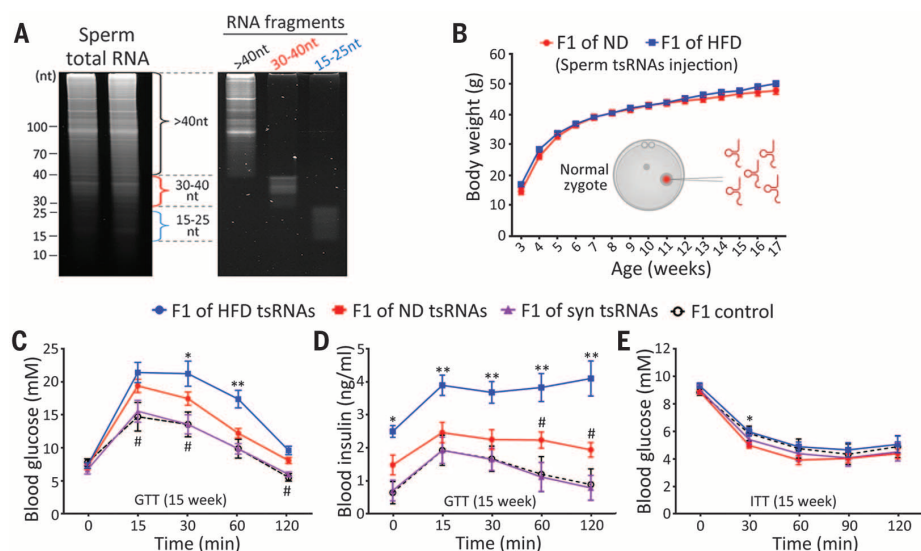 A
Sperm
total RNA
RNA fragments
>40nt
30-40nt
15-25nt
(nt)
100
70
40
30
25
15
10
>40nt
30-40
nt
15-25
nt
B
F1 of ND
F1 of HFD
(Sperm tsRNAs injection)
Body weight (g)
60
50
40
30
20
10
0
Normal
zygote
3 4 5 6 7 8 9 10 11 12 13 14 15 16 17
Age (weeks)
F1 of HFD tsRNAs
F1 of ND tsRNAs
F1 of syn tsRNAs
F1 control
C
Blood glucose (mM)
25
20
15
10
5
0
* **
# # #
GTT (15 week)
0 15 30 60 120
Time (min)
D
Blood insulin (ng/ml)
5
4
3
2
1
0
* ** ** ** **
# #
GTT (15 week)
0 15 30 60 120
Time (min)
E
Blood glucose (mM)
15
10
5
0
*
ITT (15 week)
0 30 60 90 120
Time (min)